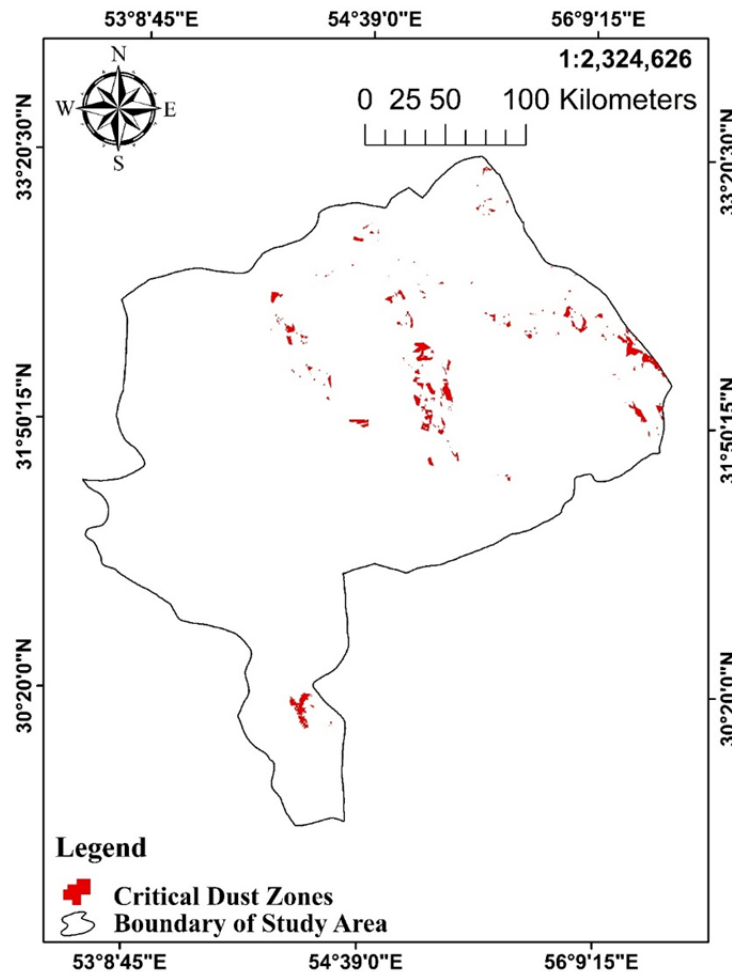 53°8'45"E 54°39'0"E 56°9'15"E
1:2,324,626
N
W E
S
0 25 50 100 Kilometers
33°20'30"N 33°20'30"N
31°50'15"N 31°50'15"N
30°20'0"N 30°20'0"N
Legend
Critical Dust Zones
Boundary of Study Area
53°8'45"E 54°39'0"E 56°9'15"E